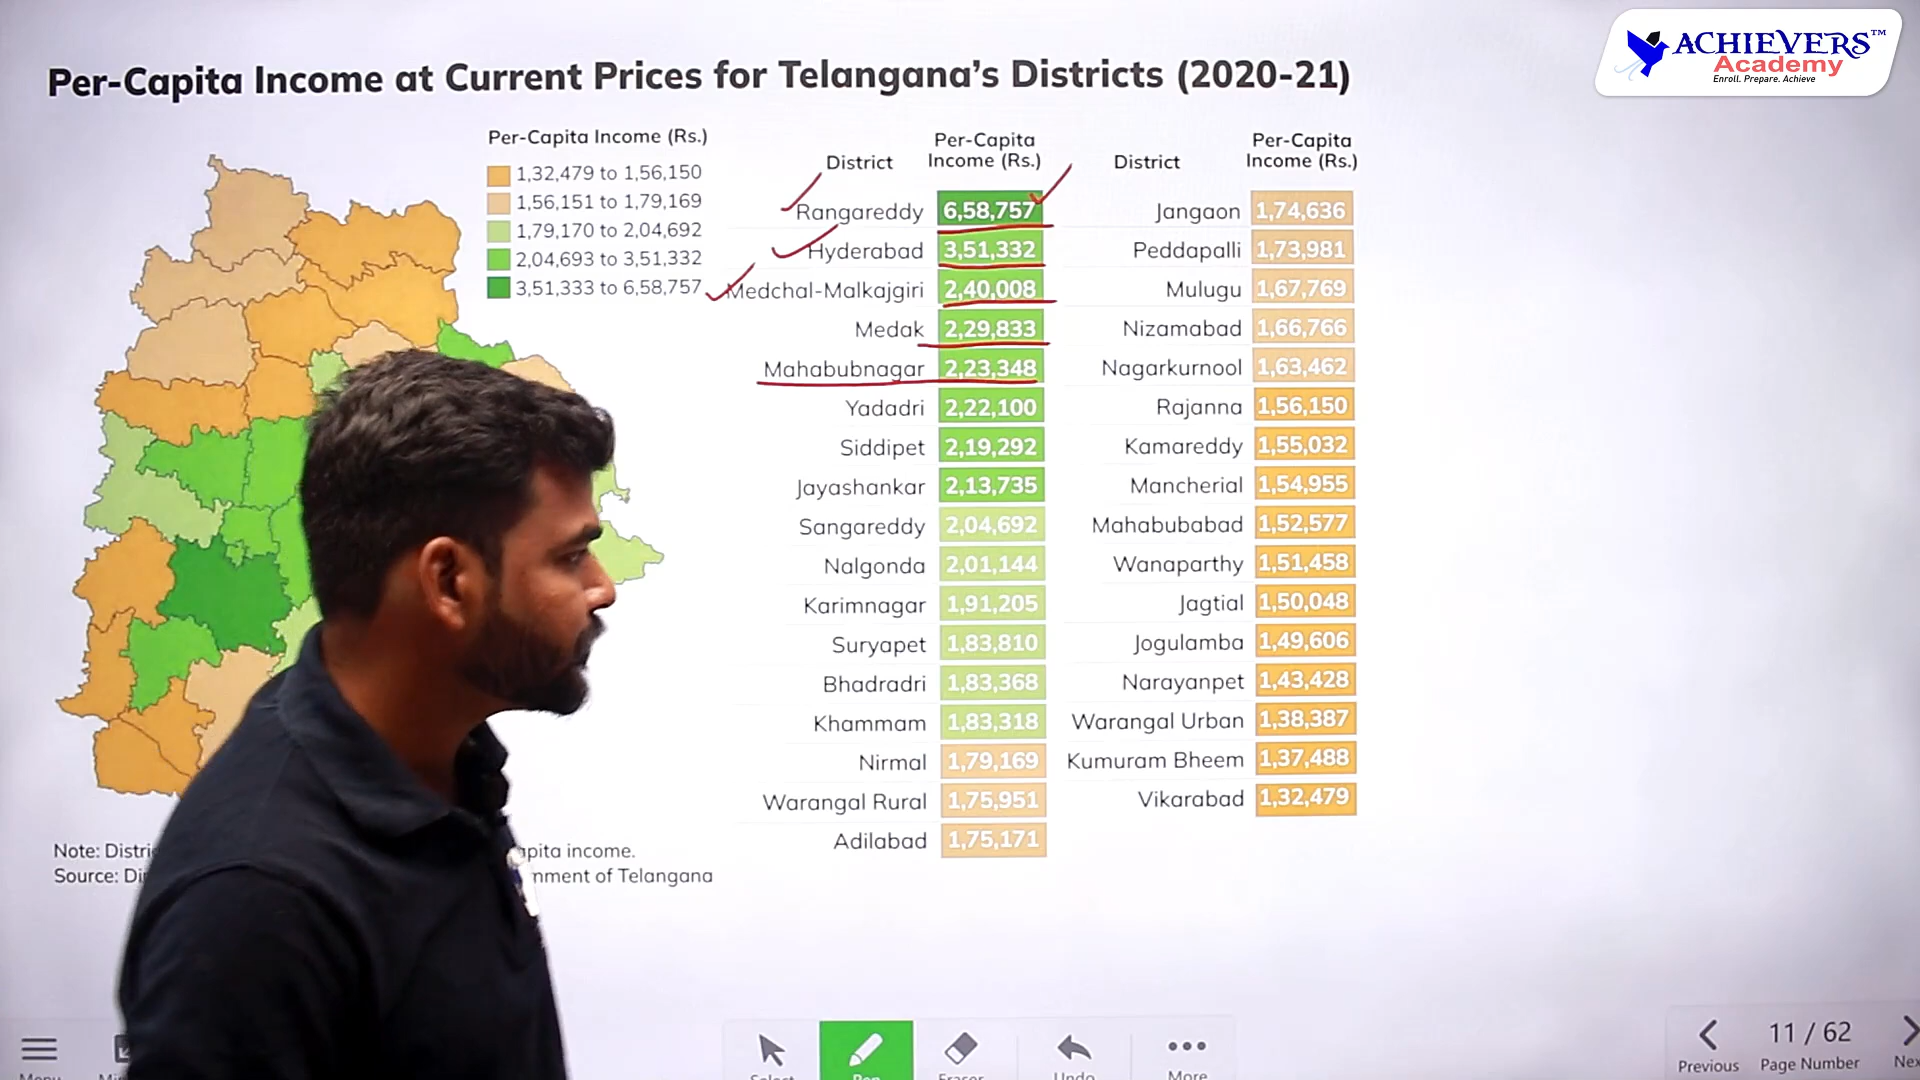 ACHIEVERS™
Academy
Enroll. Prepare. Achieve
Per-Capita Income at Current Prices for Telangana's Districts (2020-21)
Per-Capita Income (Rs.)
1,32,479 to 1,56,150
1,56,151 to 1,79,169
1,79,170 to 2,04,692
2,04,693 to 3,51,332
3,51,333 to 6,58,757
District Per-Capita Income (Rs.)
Rangareddy 6,58,757
Hyderabad 3,51,332
Medchal-Malkajgiri 2,40,008
Medak 2,29,833
Mahabubnagar 2,23,348
Yadadri 2,22,100
Siddipet 2,19,292
Jayashankar 2,13,735
Sangareddy 2,04,692
Nalgonda 2,01,144
Karimnagar 1,91,205
Suryapet 1,83,810
Bhadradri 1,83,368
Khammam 1,83,318
Nirmal 1,79,169
Warangal Rural 1,75,951
Adilabad 1,75,171
District Per-Capita Income (Rs.)
Jangaon 1,74,636
Peddapalli 1,73,981
Mulugu 1,67,769
Nizamabad 1,66,766
Nagarkurnool 1,63,462
Rajanna 1,56,150
Kamareddy 1,55,032
Mancherial 1,54,955
Mahabubabad 1,52,577
Wanaparthy 1,51,458
Jagtial 1,50,048
Jogulamba 1,49,606
Narayanpet 1,43,428
Warangal Urban 1,38,387
Kumuram Bheem 1,37,488
Vikarabad 1,32,479
Note: income.
Source: of Telangana
Select Pen Eraser Undo More
Previous 11 / 62
Page Number